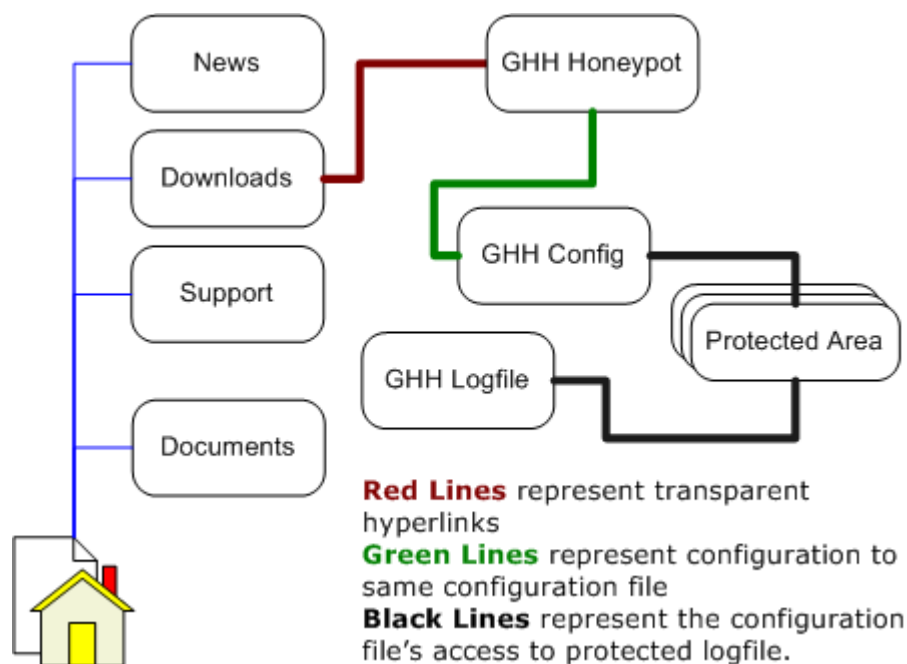 News
GHH Honeypot
Downloads
GHH Config
Support
Protected Area
GHH Logfile
Documents
Red Lines represent transparent
hyperlinks
Green Lines represent configuration to
same configuration file
Black Lines represent the configuration
file's access to protected logfile.